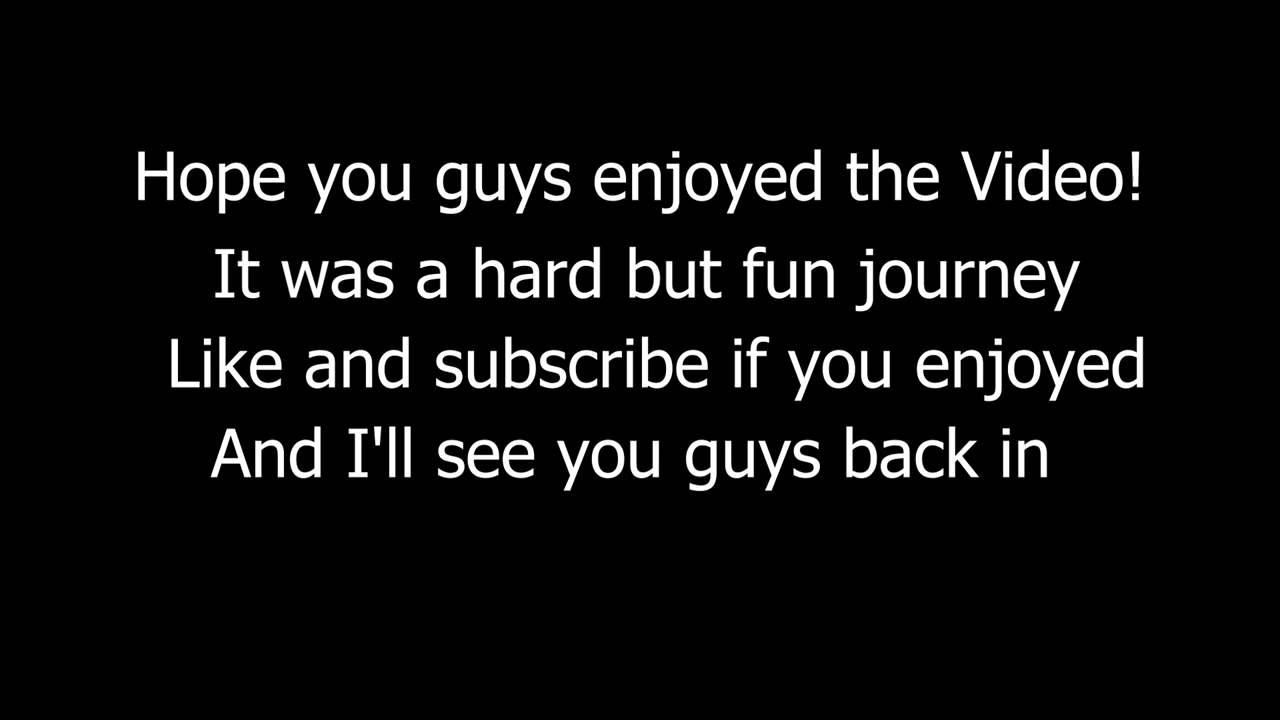 Hope you guys enjoyed the Video!
It was a hard but fun journey
Like and subscribe if you enjoyed
And I'll see you guys back in